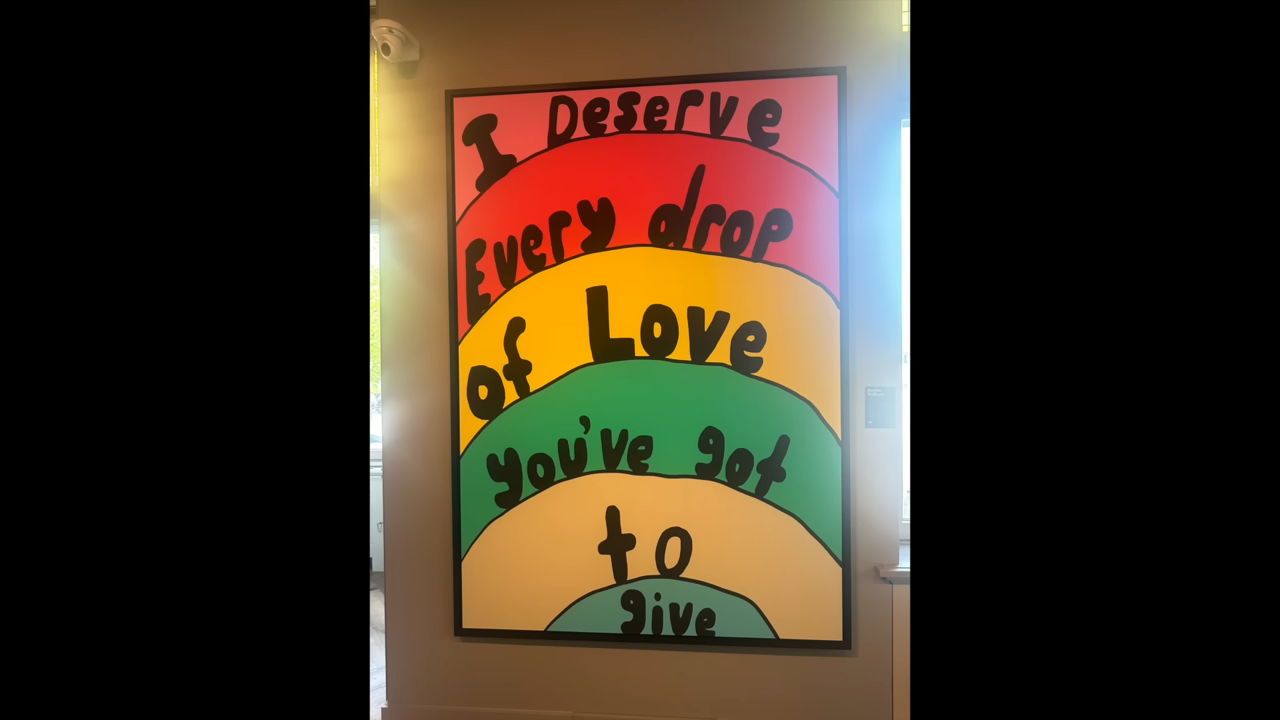 I Deserve
Every drop
of Love
you've got
to
give